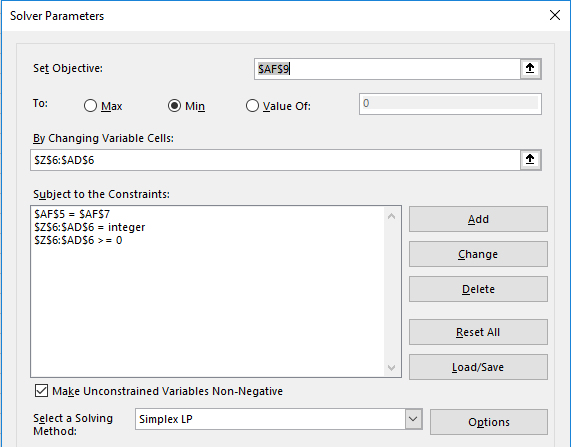 Solver Parameters
Set Objective: $AF$9
To: Max Min Value Of: 0
By Changing Variable Cells:
$Z$6:$AD$6
Subject to the Constraints:
$AF$5 = $AF$7
$Z$6:$AD$6 = integer
$Z$6:$AD$6 >= 0
Add
Change
Delete
Reset All
Load/Save
Make Unconstrained Variables Non-Negative
Select a Solving Method: Simplex LP Options